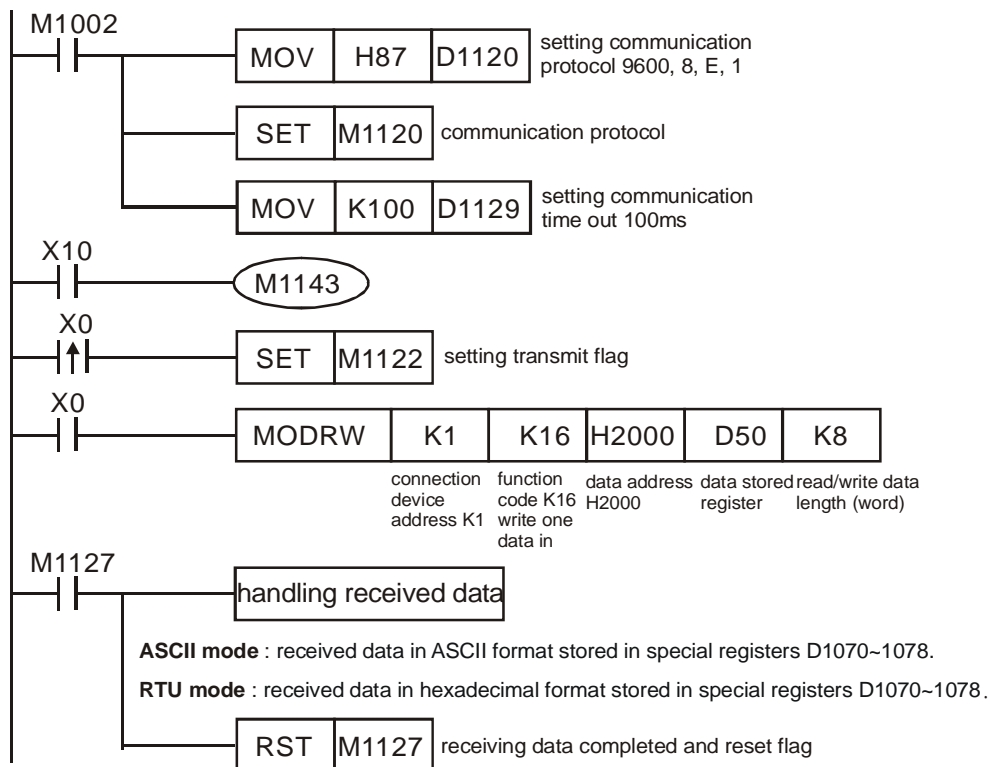 M1002
MOV H87 D1120 setting communication
protocol 9600, 8, E, 1
SET M1120 communication protocol
MOV K100 D1129 setting communication
time out 100ms
X10
M1143
X0
SET M1122 setting transmit flag
X0
MODRW K1 K16 H2000 D50 K8
connection device address K1
function code K16 write one data in
data address H2000
data stored register
read/write data length (word)
M1127
handling received data
ASCII mode : received data in ASCII format stored in special registers D1070~1078.
RTU mode : received data in hexadecimal format stored in special registers D1070~1078.
RST M1127 receiving data completed and reset flag